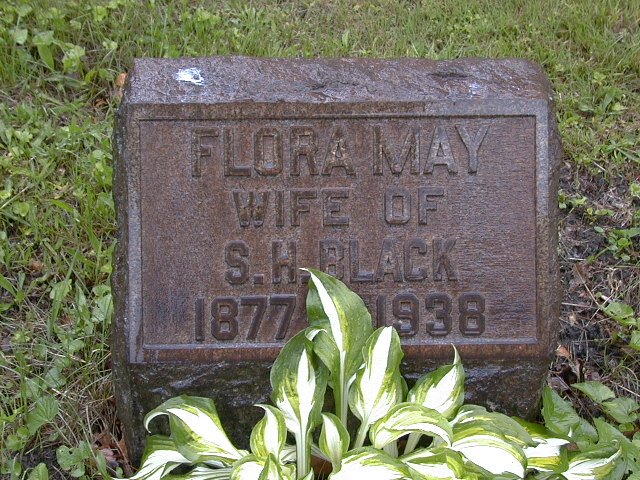 FLORA MAY
WIFE OF
S.H. BLACK
1877 1938